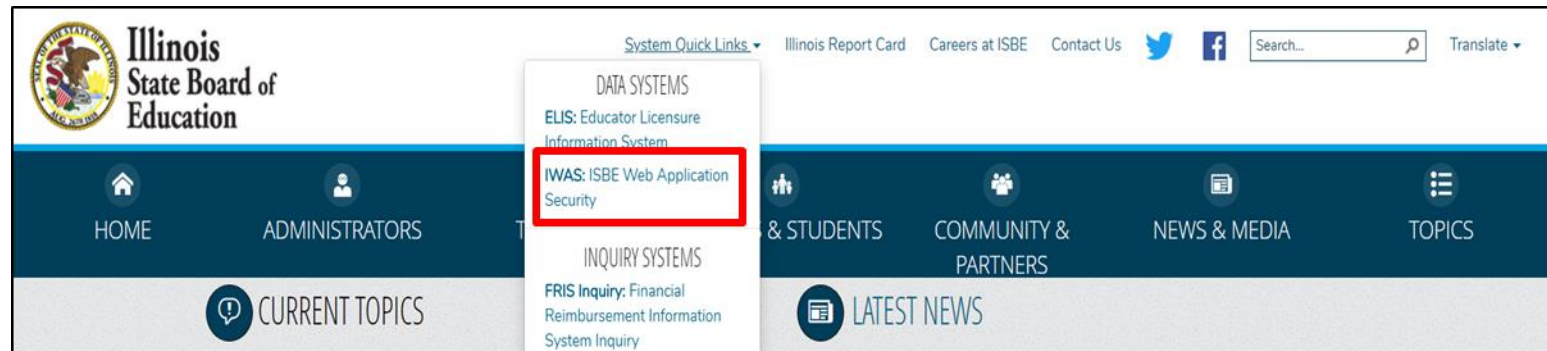 Illinois
State Board of
Education
System Quick Links
Illinois Report Card
Careers at ISBE
Contact Us
Search...
Translate
DATA SYSTEMS
ELIS: Educator Licensure
Information System
IWAS: ISBE Web Application
Security
INQUIRY SYSTEMS
FRIS Inquiry: Financial
Reimbursement Information
System Inquiry
HOME
ADMINISTRATORS
T
& STUDENTS
COMMUNITY &
PARTNERS
NEWS & MEDIA
TOPICS
CURRENT TOPICS
LATEST NEWS